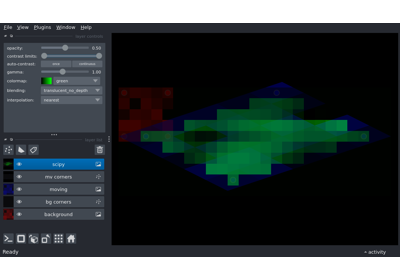 File View Plugins Window Help
opacity: 0.50
contrast limits:
auto-contrast: once continuous
gamma: 1.00
colormap: green
blending: translucent_no_depth
interpolation: nearest
scipy
mv corners
moving
bg corners
background
Ready
activity